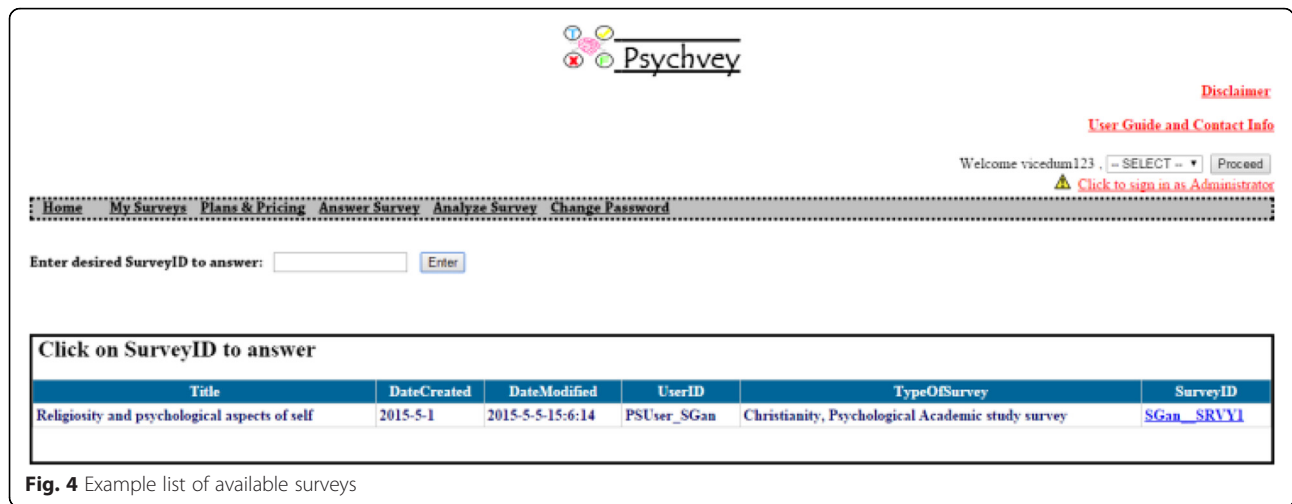 Psychvey
Disclaimer
User Guide and Contact Info
Welcome vicedum123 , -- SELECT -- Proceed
Click to sign in as Administrator
Home My Surveys Plans & Pricing Answer Survey Analyze Survey Change Password
Enter desired SurveyID to answer: Enter
Click on SurveyID to answer
Title DateCreated DateModified UserID TypeOfSurvey SurveyID
Religiosity and psychological aspects of self 2015-5-1 2015-5-5-15:6:14 PSUser_SGan Christianity, Psychological Academic study survey SGan__SRVY1
Fig. 4 Example list of available surveys